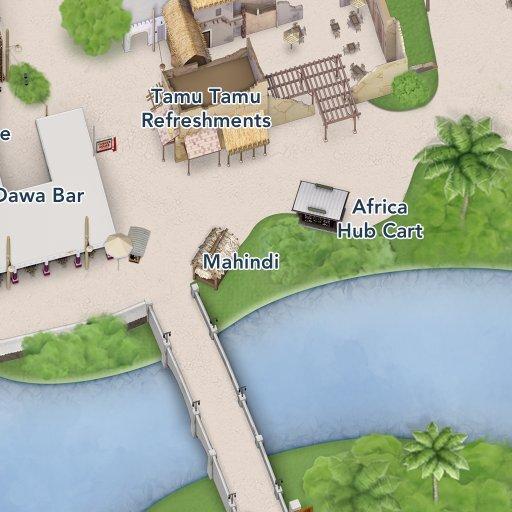 Tamu Tamu
Refreshments
Dawa Bar
Africa
Hub Cart
Mahindi